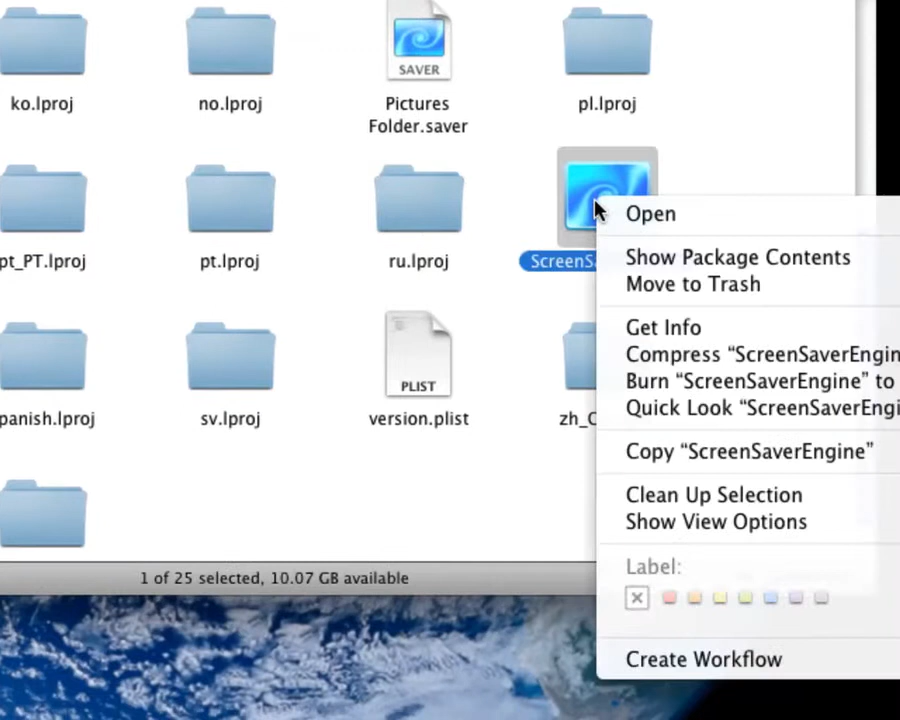 SAVER
ko.lproj
no.lproj
Pictures
Folder.saver
pl.lproj
pt_PT.lproj
pt.lproj
ru.lproj
ScreenSa
PLIST
panish.lproj
sv.lproj
version.plist
zh_C
1 of 25 selected, 10.07 GB available
Open
Show Package Contents
Move to Trash
Get Info
Compress “ScreenSaverEngin
Burn “ScreenSaverEngine” to
Quick Look “ScreenSaverEngi
Copy “ScreenSaverEngine”
Clean Up Selection
Show View Options
Label:
Create Workflow